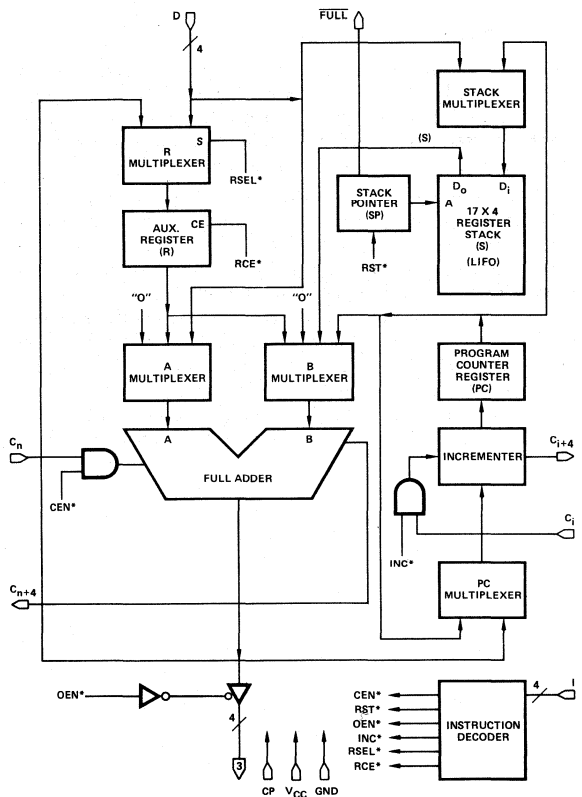 D
FULL
4
STACK
MULTIPLEXER
S
R
MULTIPLEXER
RSEL*
(S)
Do
Di
A
17 X 4
REGISTER
STACK
(S)
(LIFO)
STACK
POINTER
(SP)
RST*
CE
AUX.
REGISTER
(R)
RCE*
"O"
"O"
A
MULTIPLEXER
B
MULTIPLEXER
PROGRAM
COUNTER
REGISTER
(PC)
A
B
FULL ADDER
Cn
CEN*
INCREMENTER
Ci+4
Ci
INC*
Cn+4
PC
MULTIPLEXER
OEN*
4
3
CP
VCC
GND
CEN*
RST*
OEN*
INC*
RSEL*
RCE*
INSTRUCTION
DECODER
4
I